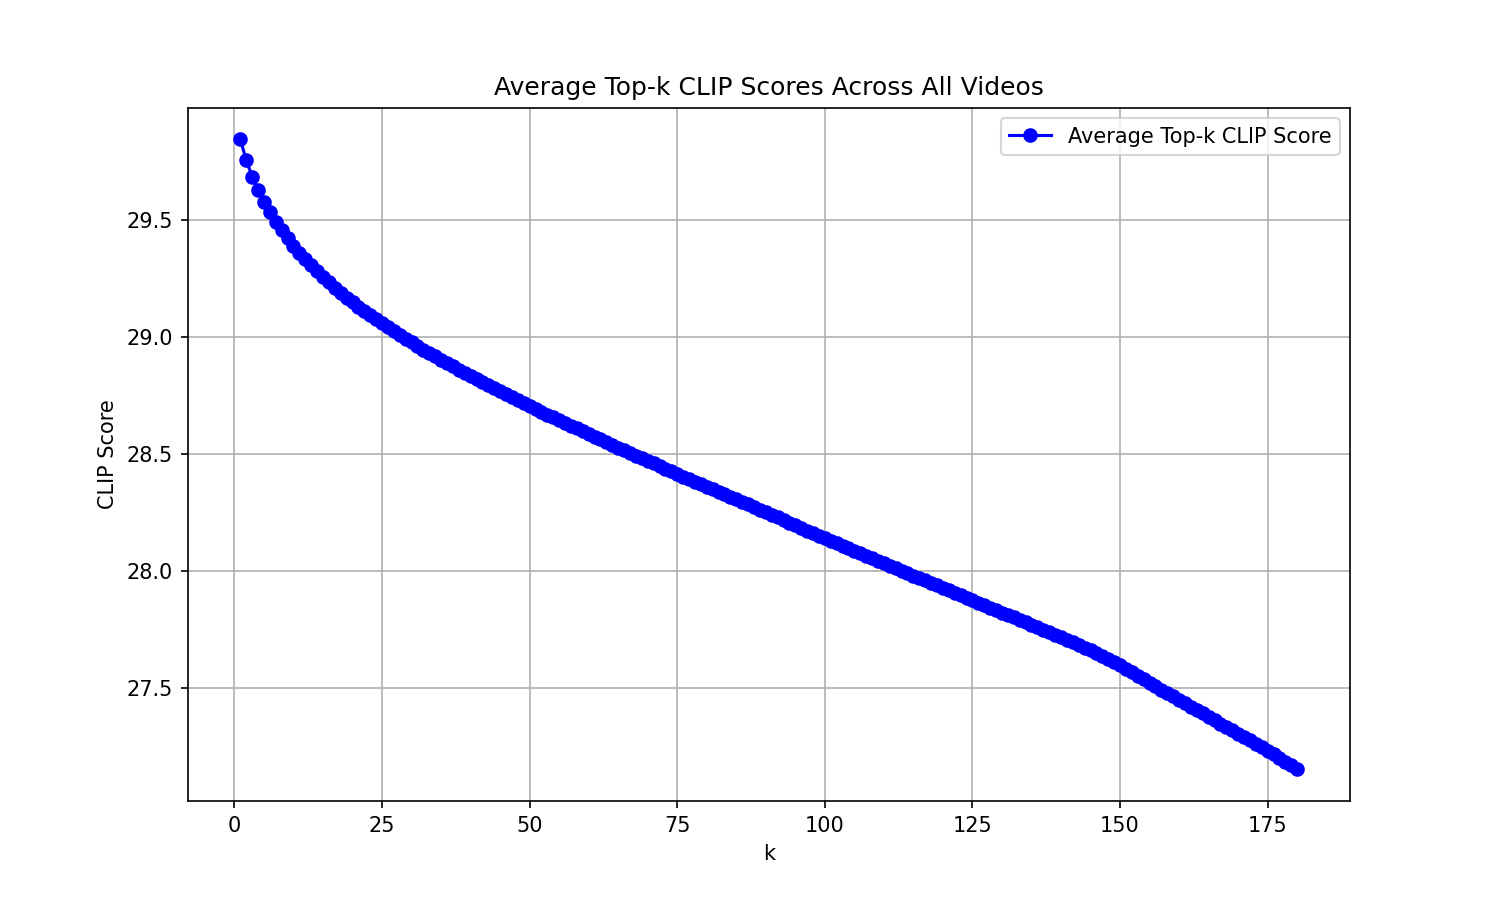 Average Top-k CLIP Scores Across All Videos
Average Top-k CLIP Score
29.5
29.0
28.5
28.0
27.5
CLIP Score
0 25 50 75 100 125 150 175
k